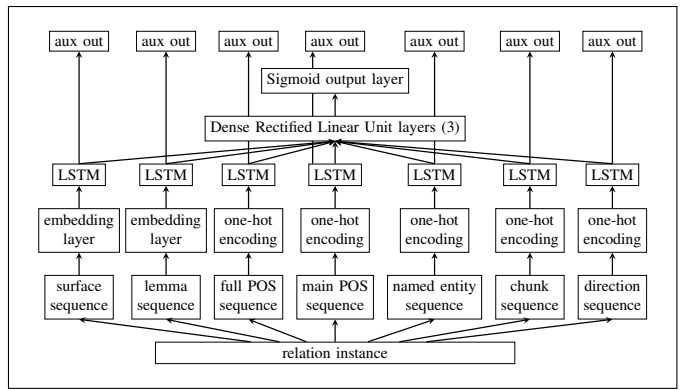 aux out aux out aux out aux out aux out aux out aux out
Sigmoid output layer
Dense Rectified Linear Unit layers (3)
LSTM LSTM LSTM LSTM LSTM LSTM LSTM
embedding embedding one-hot one-hot one-hot one-hot one-hot
layer layer encoding encoding encoding encoding encoding
surface lemma full POS main POS named entity chunk direction
sequence sequence sequence sequence sequence sequence sequence
relation instance